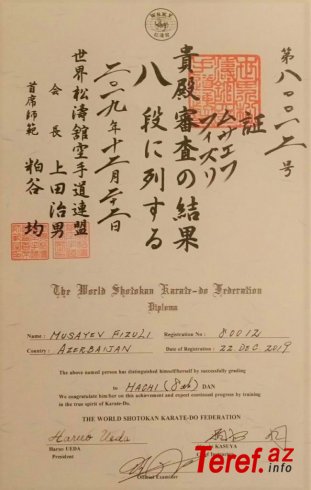 W.S.K.F.
第八〇〇一二号
証
ムサエフ
フィズリ
貴殿審査の結果
八段に列する
二〇一九年十二月二十二日
世界松濤舘空手道連盟
会長 上田治男
首席師範 粕谷均
The World Shotokan Karate-do Federation
Diploma
Name : MUSAYEV FIZULI Registration No : 80012
Country : AZERBAIJAN Date of Registration : 22. DEC. 2019
The above named person has distinguished himself/herself by successfully grading
to HACHI (8th) DAN
We congratulate him/her on this achievement and expect continued progress by training
in the true spirit of Karate-Do.
THE WORLD SHOTOKAN KARATE-DO FEDERATION
Haruo Ueda
Haruo UEDA
KASUYA
President
Chief Instructor
Official Examiner
Teref.az
.info